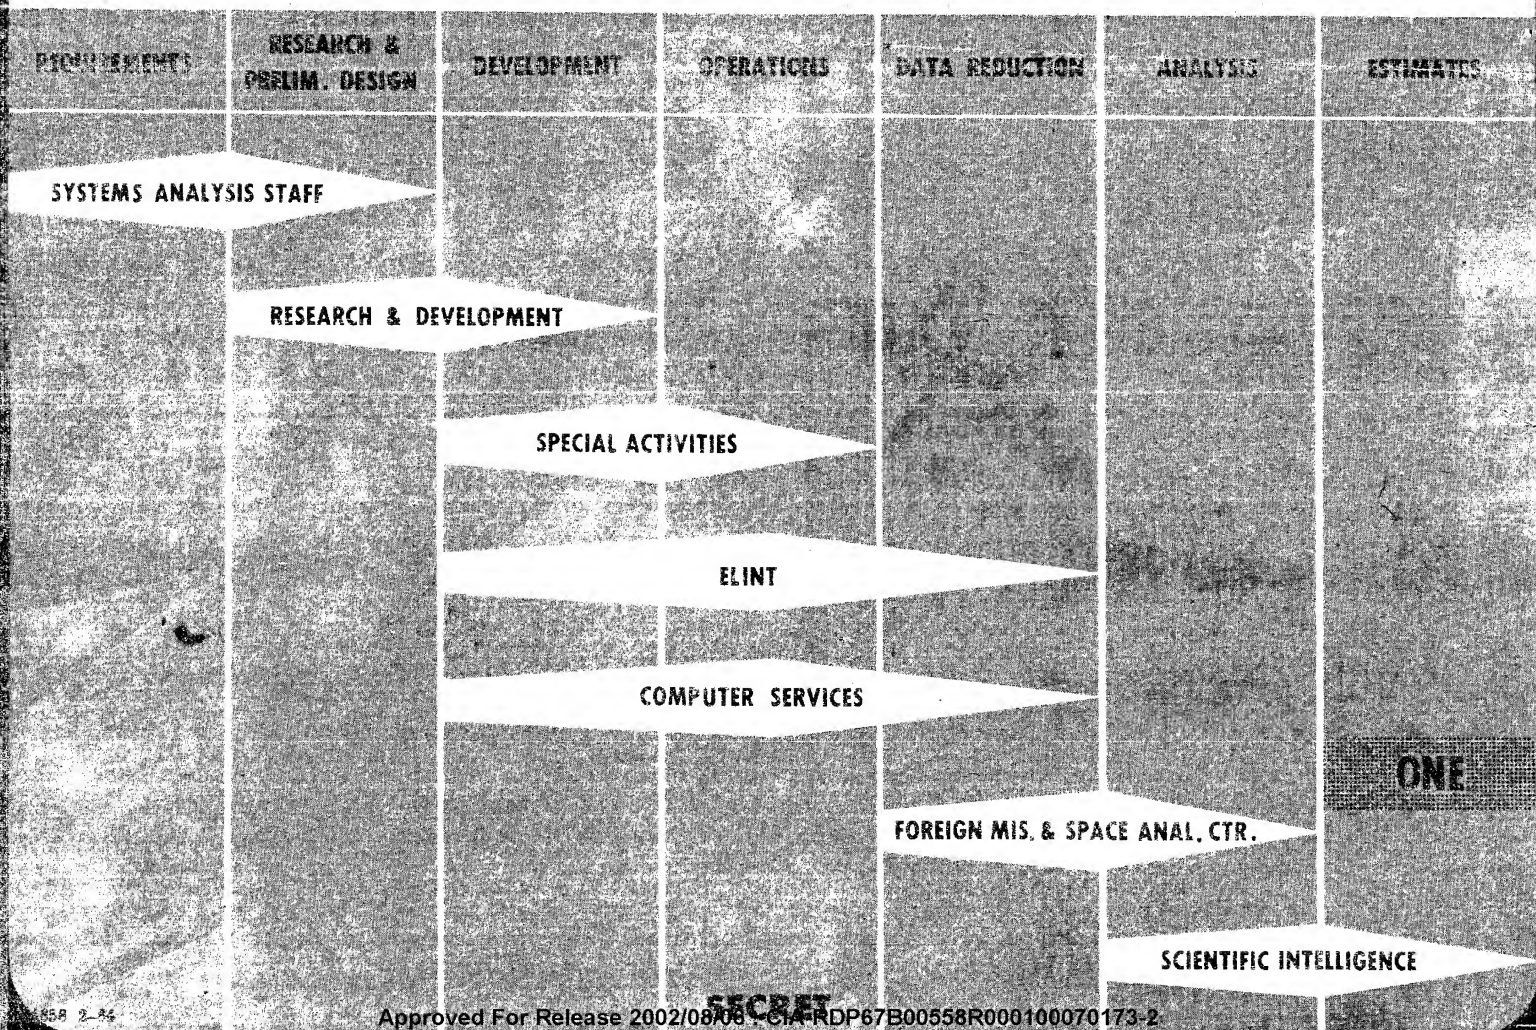 REQUIREMENTS
RESEARCH &
PRELIM. DESIGN
DEVELOPMENT
OPERATIONS
DATA REDUCTION
ANALYSIS
ESTIMATES
SYSTEMS ANALYSIS STAFF
RESEARCH & DEVELOPMENT
SPECIAL ACTIVITIES
ELINT
COMPUTER SERVICES
ONE
FOREIGN MIS. & SPACE ANAL. CTR.
SCIENTIFIC INTELLIGENCE
SECRET
Approved For Release 2002/08/06 : CIA-RDP67B00558R000100070173-2